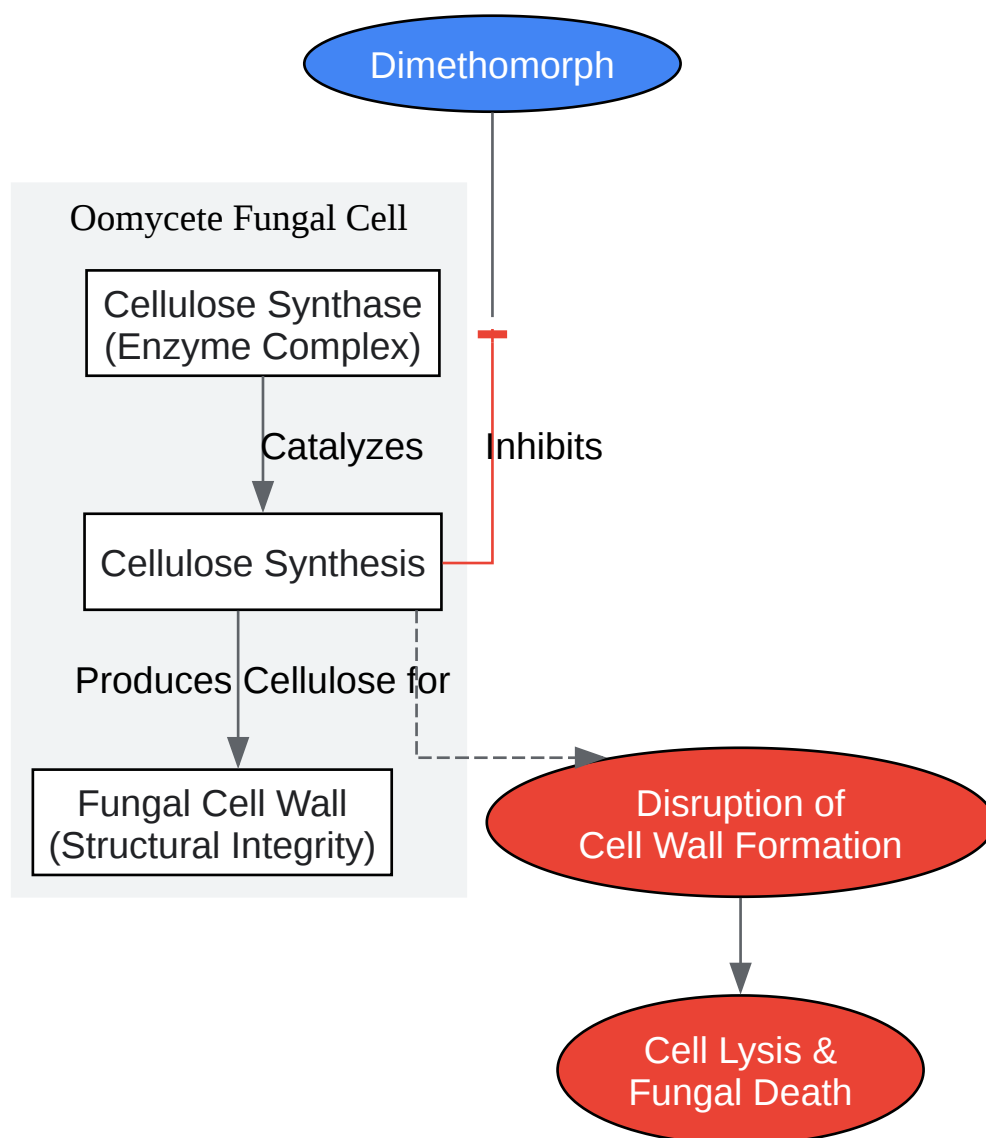 Dimethomorph
Oomycete Fungal Cell
Cellulose Synthase
(Enzyme Complex)
Catalyzes
Inhibits
Cellulose Synthesis
Produces Cellulose for
Fungal Cell Wall
(Structural Integrity)
Disruption of
Cell Wall Formation
Cell Lysis &
Fungal Death